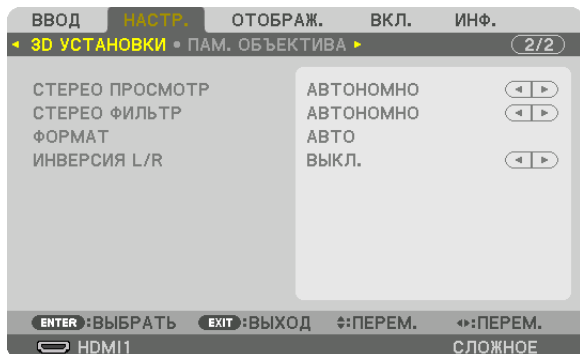 ВВОД НАСТР. ОТОБРАЖ. ВКЛ. ИНФ.
3D УСТАНОВКИ • ПАМ. ОБЪЕКТИВА 2/2
СТЕРЕО ПРОСМОТР АВТОНОМНО
СТЕРЕО ФИЛЬТР АВТОНОМНО
ФОРМАТ АВТО
ИНВЕРСИЯ L/R ВЫКЛ.
ENTER :ВЫБРАТЬ EXIT :ВЫХОД :ПЕРЕМ. :ПЕРЕМ.
HDMI1 СЛОЖНОЕ